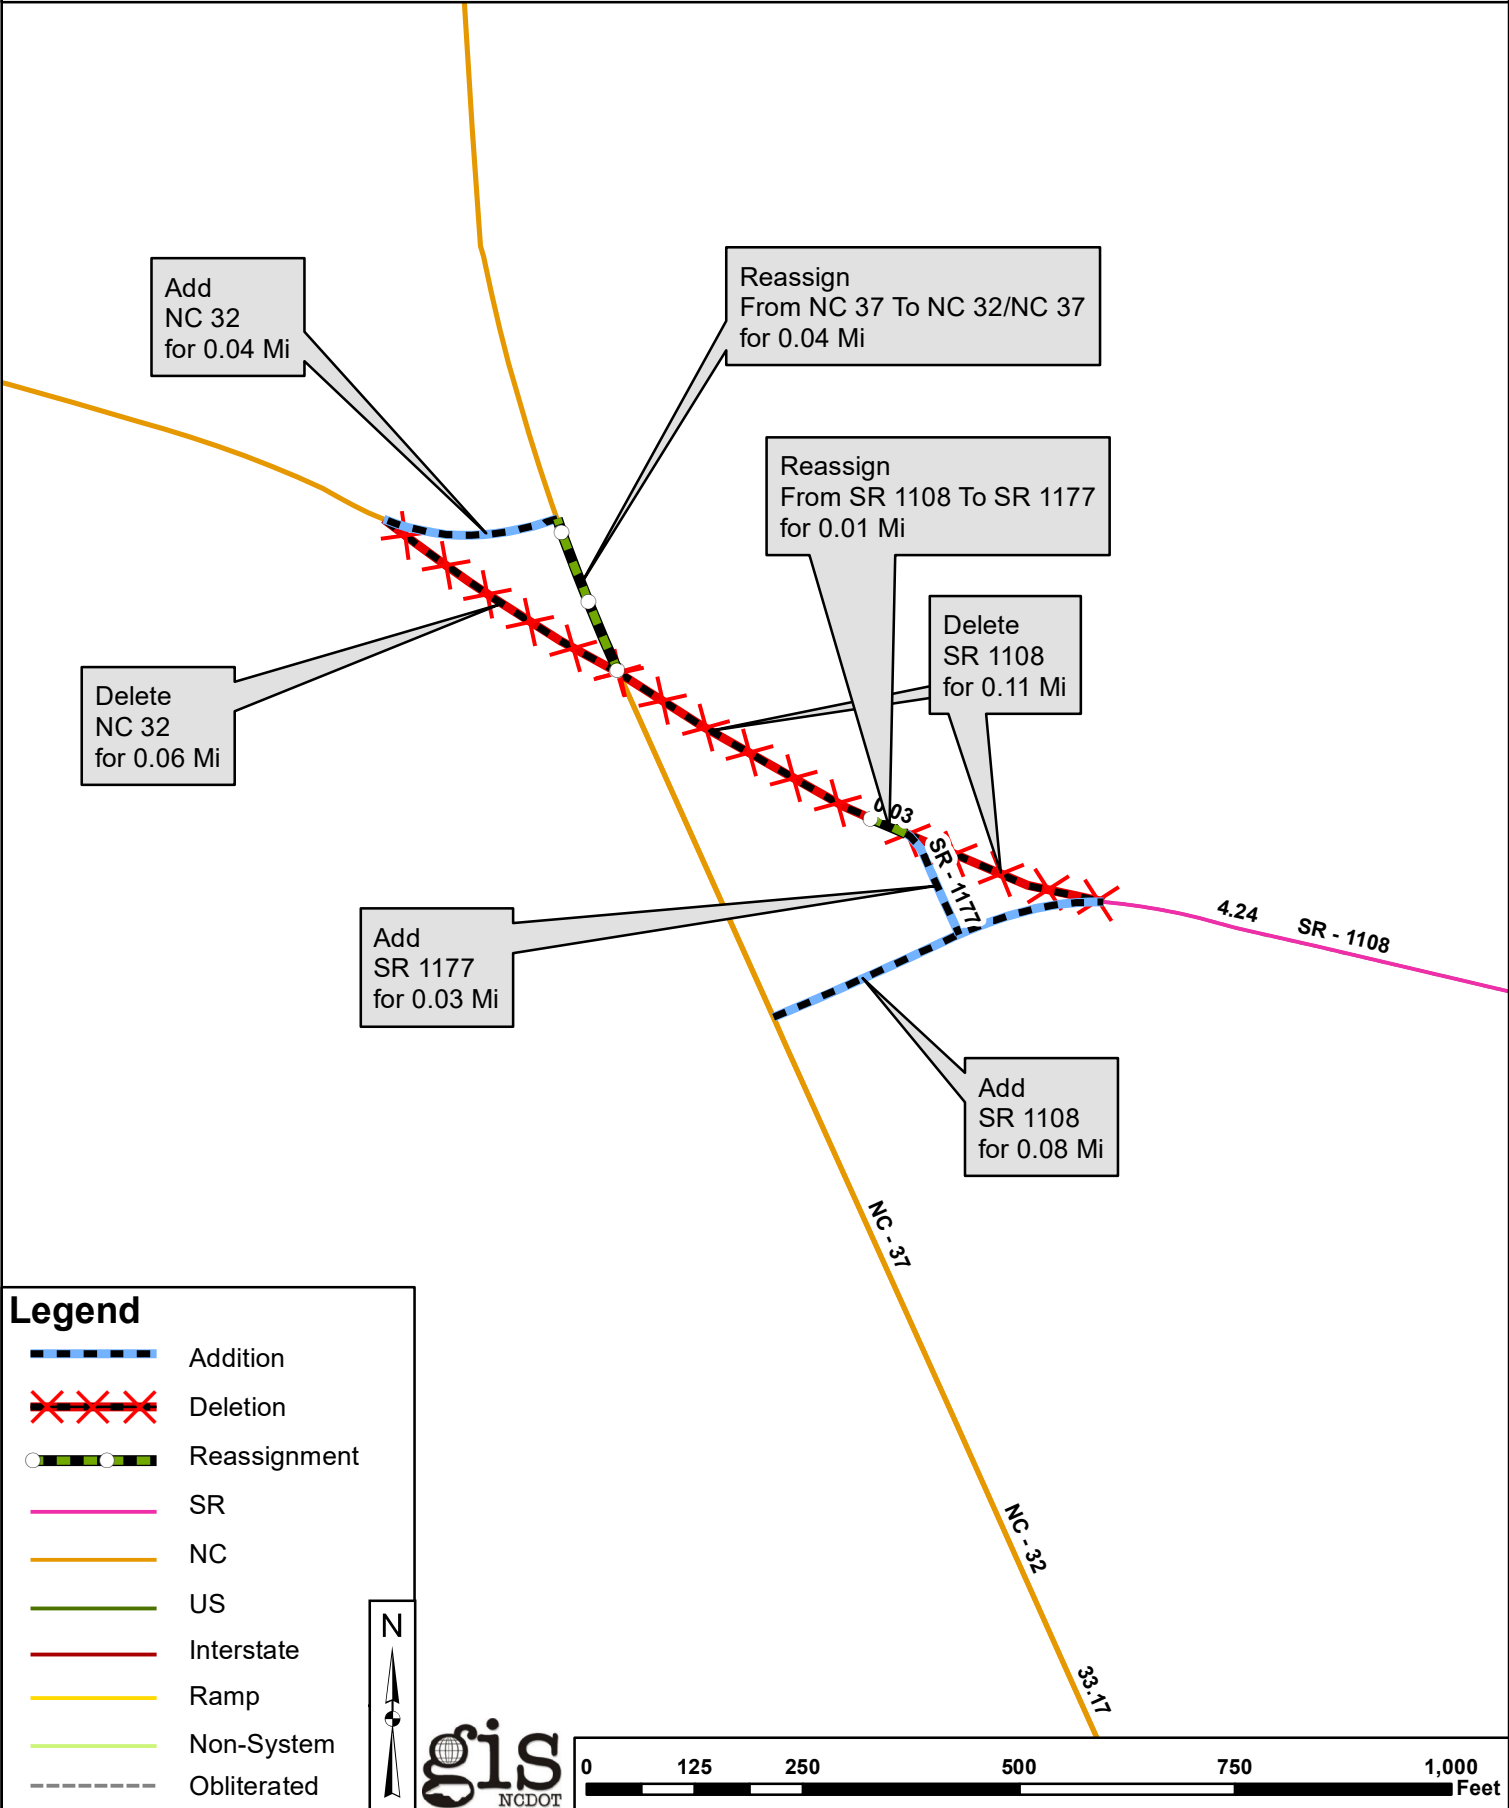 Add
NC 32
for 0.04 Mi
Reassign
From NC 37 To NC 32/NC 37
for 0.04 Mi
Reassign
From SR 1108 To SR 1177
for 0.01 Mi
Delete
SR 1108
for 0.11 Mi
Delete
NC 32
for 0.06 Mi
0.03
SR - 1177
Add
SR 1177
for 0.03 Mi
4.24
SR - 1108
Add
SR 1108
for 0.08 Mi
NC - 37
NC - 32
33.17
Legend
Addition
Deletion
Reassignment
SR
NC
US
Interstate
Ramp
Non-System
Obliterated
N
gis
NCDOT
0 125 250 500 750 1,000
Feet